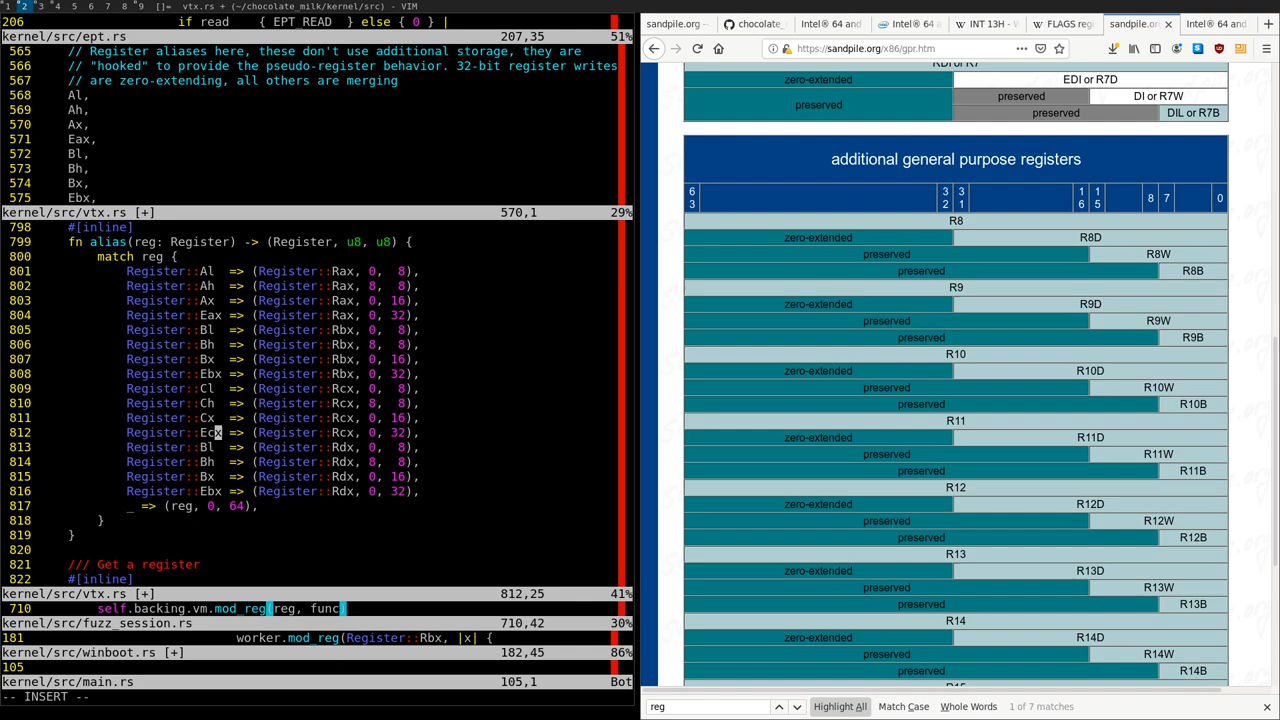 1 2 3 4 5 6 7 8 9 []= vtx.rs + (~/chocolate_milk/kernel/src) - VIM
206 if read { EPT_READ } else { 0 } |
kernel/src/ept.rs 207,35 51%
565 // Register aliases here, these don't use additional storage, they are
566 // "hooked" to provide the pseudo-register behavior. 32-bit register writes
567 // are zero-extending, all others are merging
568 Al,
569 Ah,
570 Ax,
571 Eax,
572 Bl,
573 Bh,
574 Bx,
575 Ebx,
kernel/src/vtx.rs [+] 570,1 29%
798 #[inline]
799 fn alias(reg: Register) -> (Register, u8, u8) {
800 match reg {
801 Register::Al => (Register::Rax, 0, 8),
802 Register::Ah => (Register::Rax, 8, 8),
803 Register::Ax => (Register::Rax, 0, 16),
804 Register::Eax => (Register::Rax, 0, 32),
805 Register::Bl => (Register::Rbx, 0, 8),
806 Register::Bh => (Register::Rbx, 8, 8),
807 Register::Bx => (Register::Rbx, 0, 16),
808 Register::Ebx => (Register::Rbx, 0, 32),
809 Register::Cl => (Register::Rcx, 0, 8),
810 Register::Ch => (Register::Rcx, 8, 8),
811 Register::Cx => (Register::Rcx, 0, 16),
812 Register::Ecx => (Register::Rcx, 0, 32),
813 Register::Bl => (Register::Rdx, 0, 8),
814 Register::Bh => (Register::Rdx, 8, 8),
815 Register::Bx => (Register::Rdx, 0, 16),
816 Register::Ebx => (Register::Rdx, 0, 32),
817 _ => (reg, 0, 64),
818 }
819 }
820
821 /// Get a register
822 #[inline]
kernel/src/vtx.rs [+] 812,25 41%
710 self.backing.vm.mod_reg(reg, func)
kernel/src/fuzz_session.rs 710,42 30%
181 worker.mod_reg(Register::Rbx, |x| {
kernel/src/winboot.rs [+] 182,45 86%
105
kernel/src/main.rs 105,1 Bot
-- INSERT --
sandpile.org chocolate_ Intel® 64 and Intel® 64 a INT 13H - W FLAGS regi sandpile.org Intel® 64 and
https://sandpile.org/x86/gpr.htm
RDI or R7
zero-extended EDI or R7D
preserved preserved DI or R7W
preserved DIL or R7B
additional general purpose registers
63 32 31 16 15 8 7 0
R8
zero-extended R8D
preserved R8W
preserved R8B
R9
zero-extended R9D
preserved R9W
preserved R9B
R10
zero-extended R10D
preserved R10W
preserved R10B
R11
zero-extended R11D
preserved R11W
preserved R11B
R12
zero-extended R12D
preserved R12W
preserved R12B
R13
zero-extended R13D
preserved R13W
preserved R13B
R14
zero-extended R14D
preserved R14W
preserved R14B
R15
reg Highlight All Match Case Whole Words 1 of 7 matches